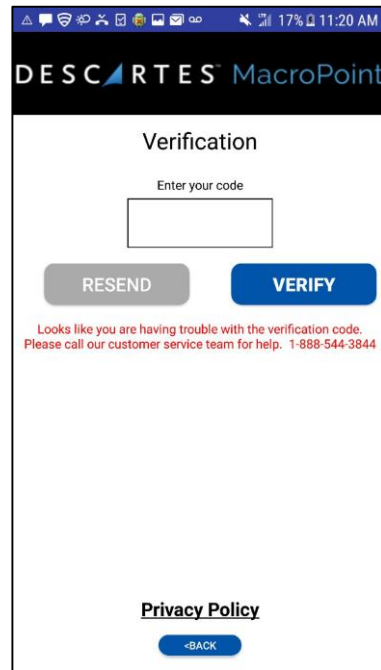 17% 11:20 AM
DESCARTES™ MacroPoint
Verification
Enter your code
RESEND VERIFY
Looks like you are having trouble with the verification code.
Please call our customer service team for help. 1-888-544-3844
Privacy Policy
<BACK